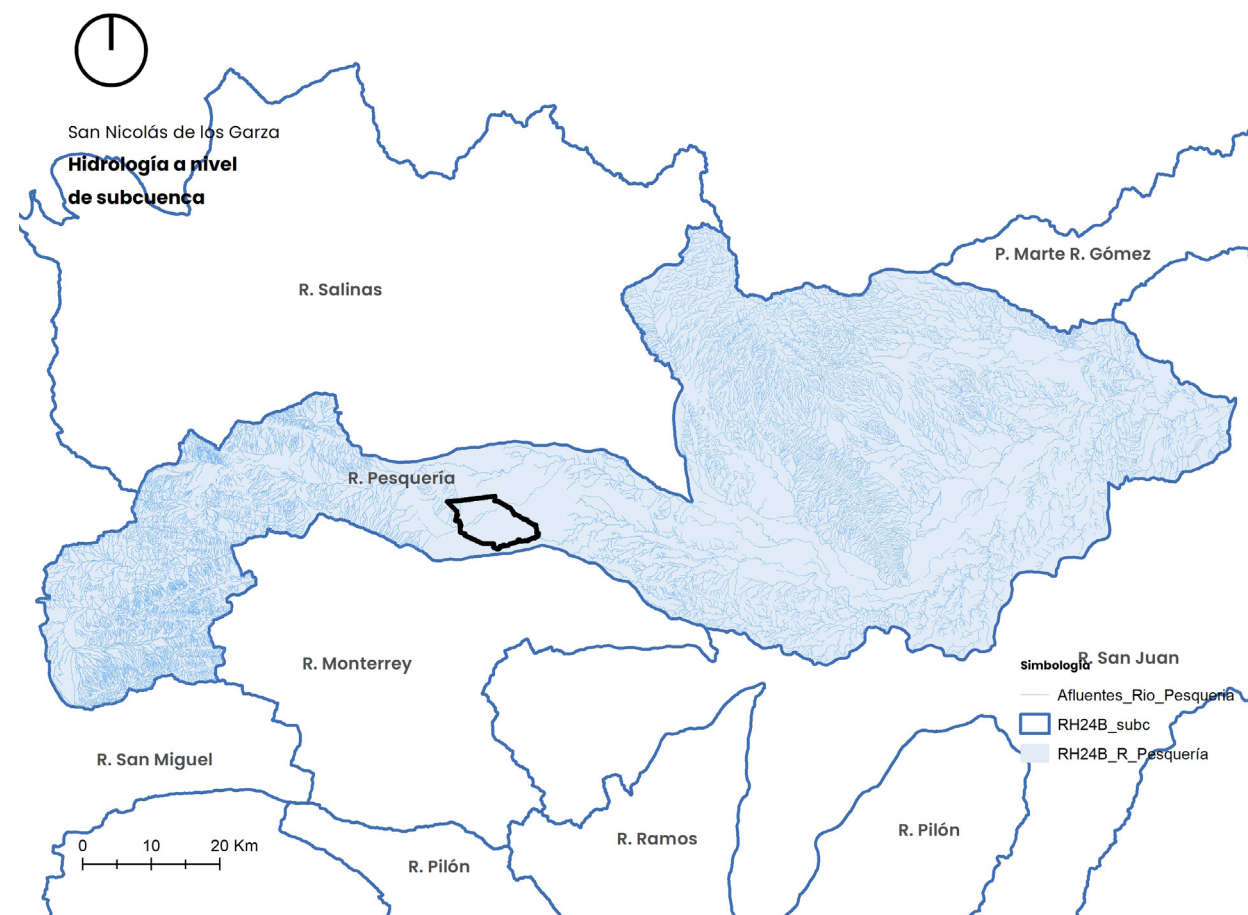 San Nicolás de los Garza
Hidrología a nivel
de subcuenca
P. Marte R. Gómez
R. Salinas
R. Pesquería
R. Monterrey
R. San Juan
Simbología
Afluentes_Rio_Pesquería
RH24B_subc
RH24B_R_Pesquería
R. San Miguel
R. Ramos
R. Pilón
R. Pilón
0 10 20 Km